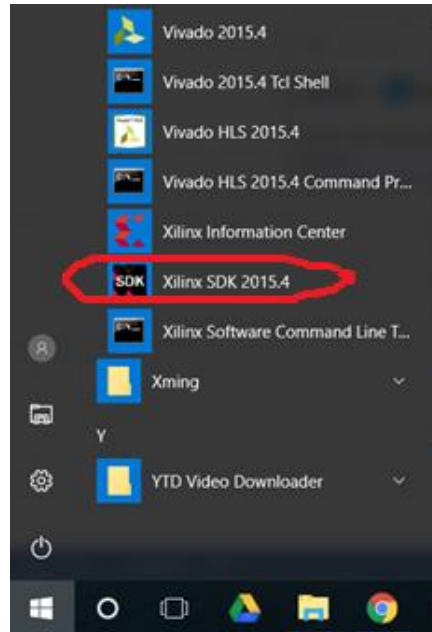 Vivado 2015.4
Vivado 2015.4 Tcl Shell
Vivado HLS 2015.4
Vivado HLS 2015.4 Command Pr...
Xilinx Information Center
SDK Xilinx SDK 2015.4
Xilinx Software Command Line T...
Xming
Y
YTD Video Downloader